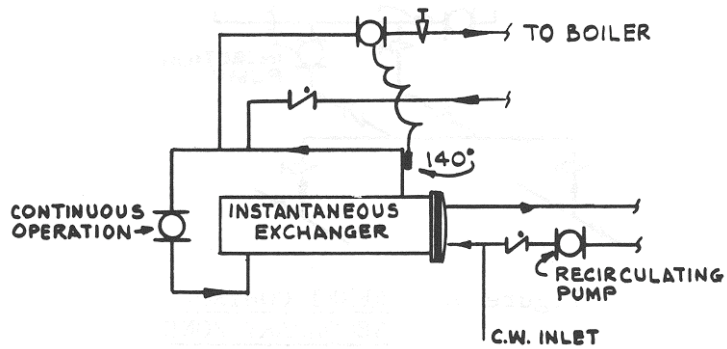 TO BOILER
140°
CONTINUOUS
OPERATION
INSTANTANEOUS
EXCHANGER
RECIRCULATING
PUMP
C.W. INLET